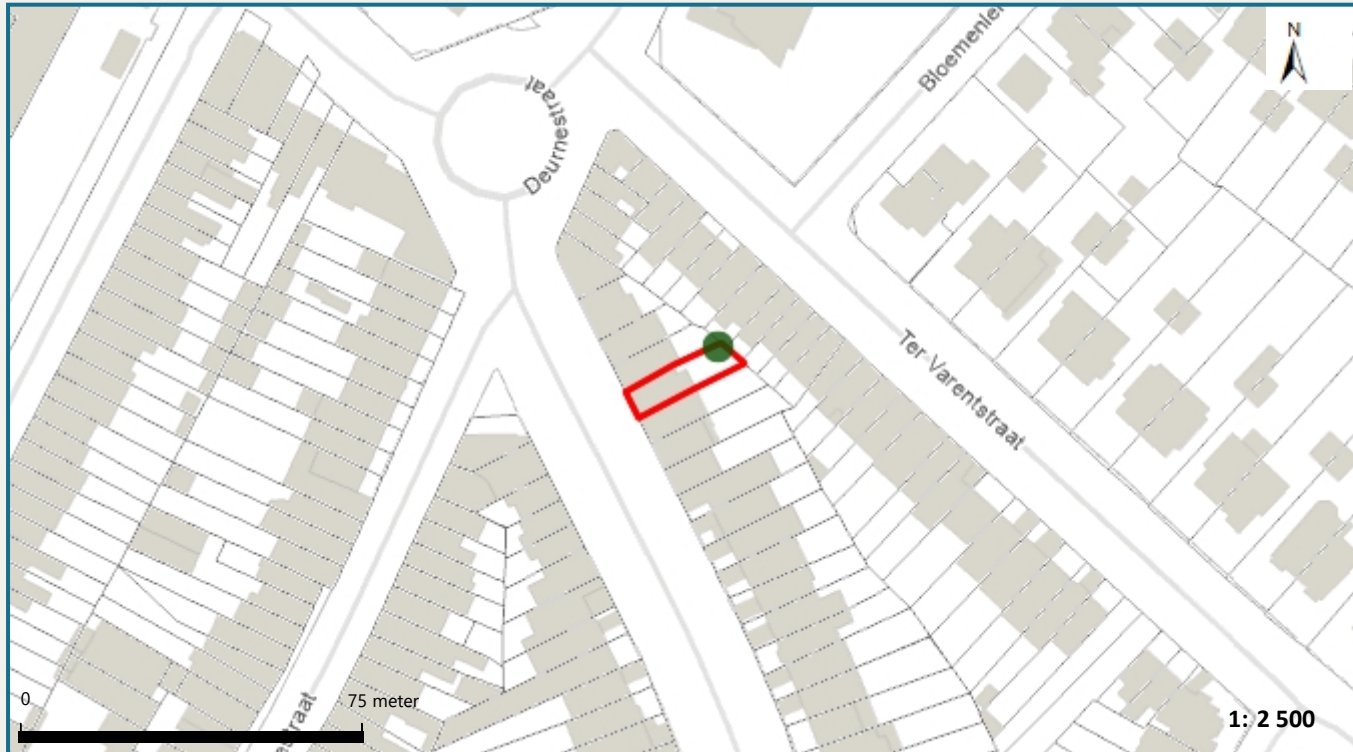 N
Bloemenlei
Deurnestraat
Ter-Varentstraat
0
75 meter
1: 2 500